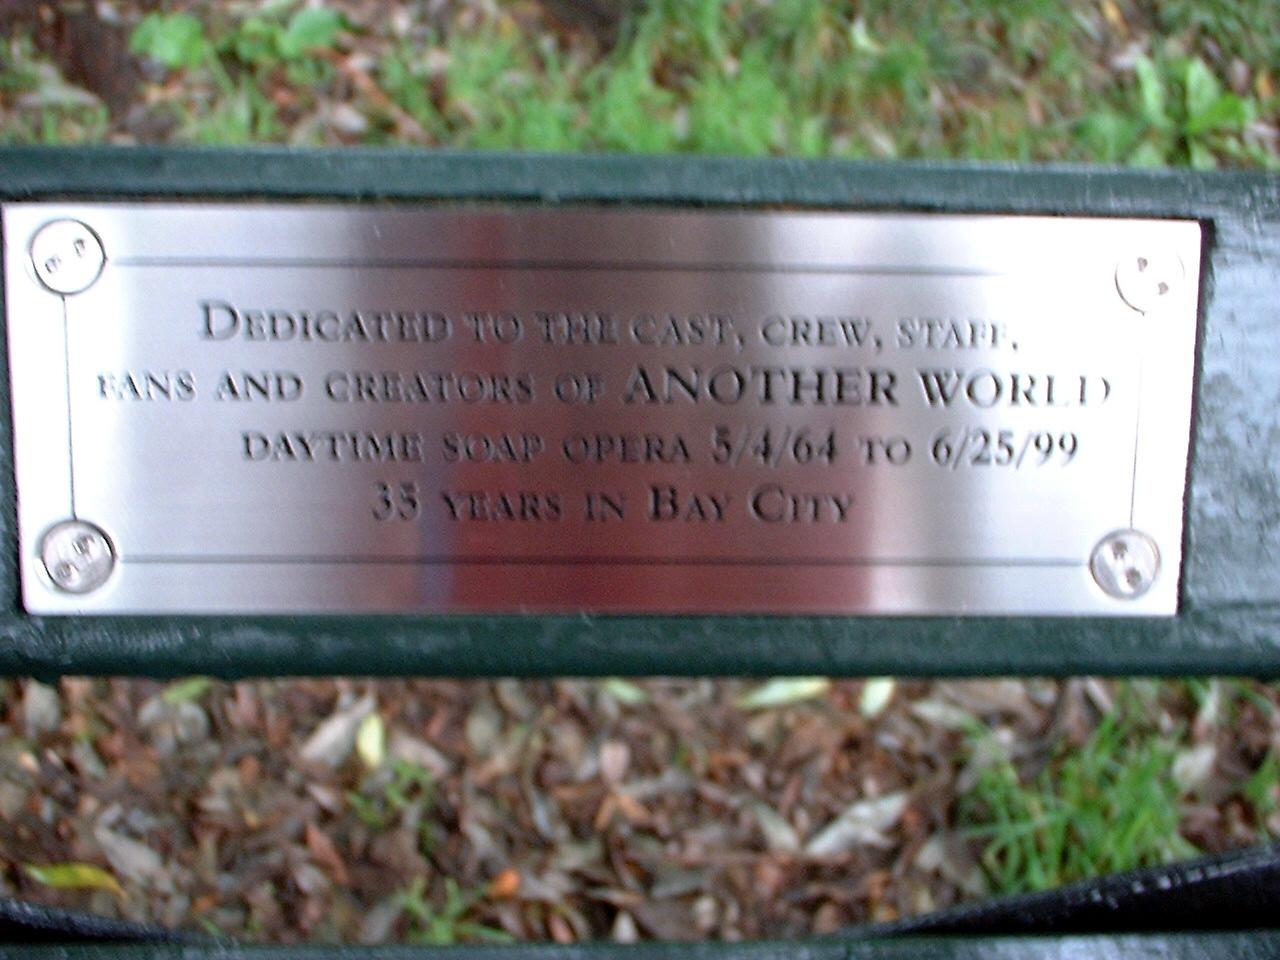 DEDICATED TO THE CAST, CREW, STAFF,
FANS AND CREATORS OF ANOTHER WORLD
DAYTIME SOAP OPERA 5/4/64 TO 6/25/99
35 YEARS IN BAY CITY